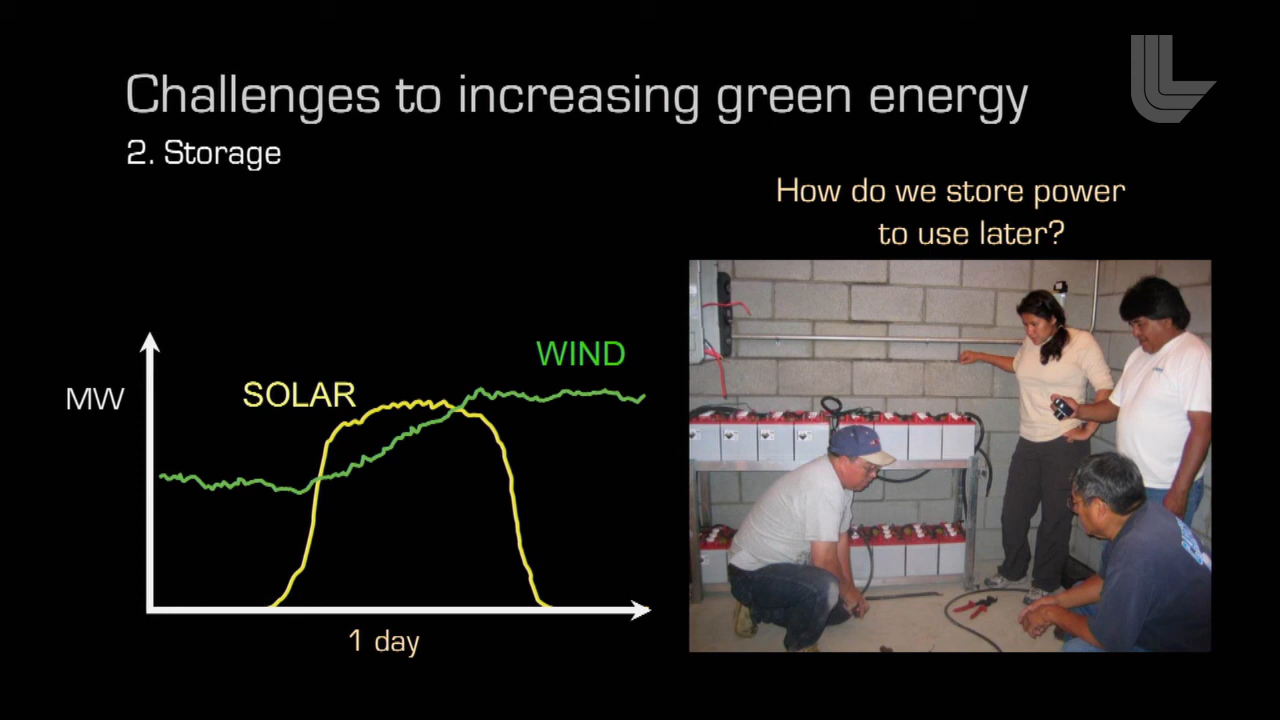 Challenges to increasing green energy
2. Storage
How do we store power
to use later?
WIND
SOLAR
MW
1 day